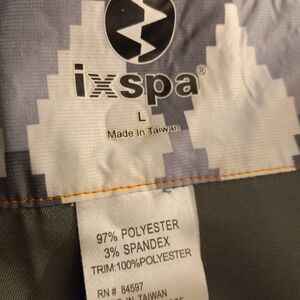 ixspa®
L
Made In Taiwan
97% POLYESTER
3% SPANDEX
TRIM:100%POLYESTER
RN # 84597
IN TAIWAN